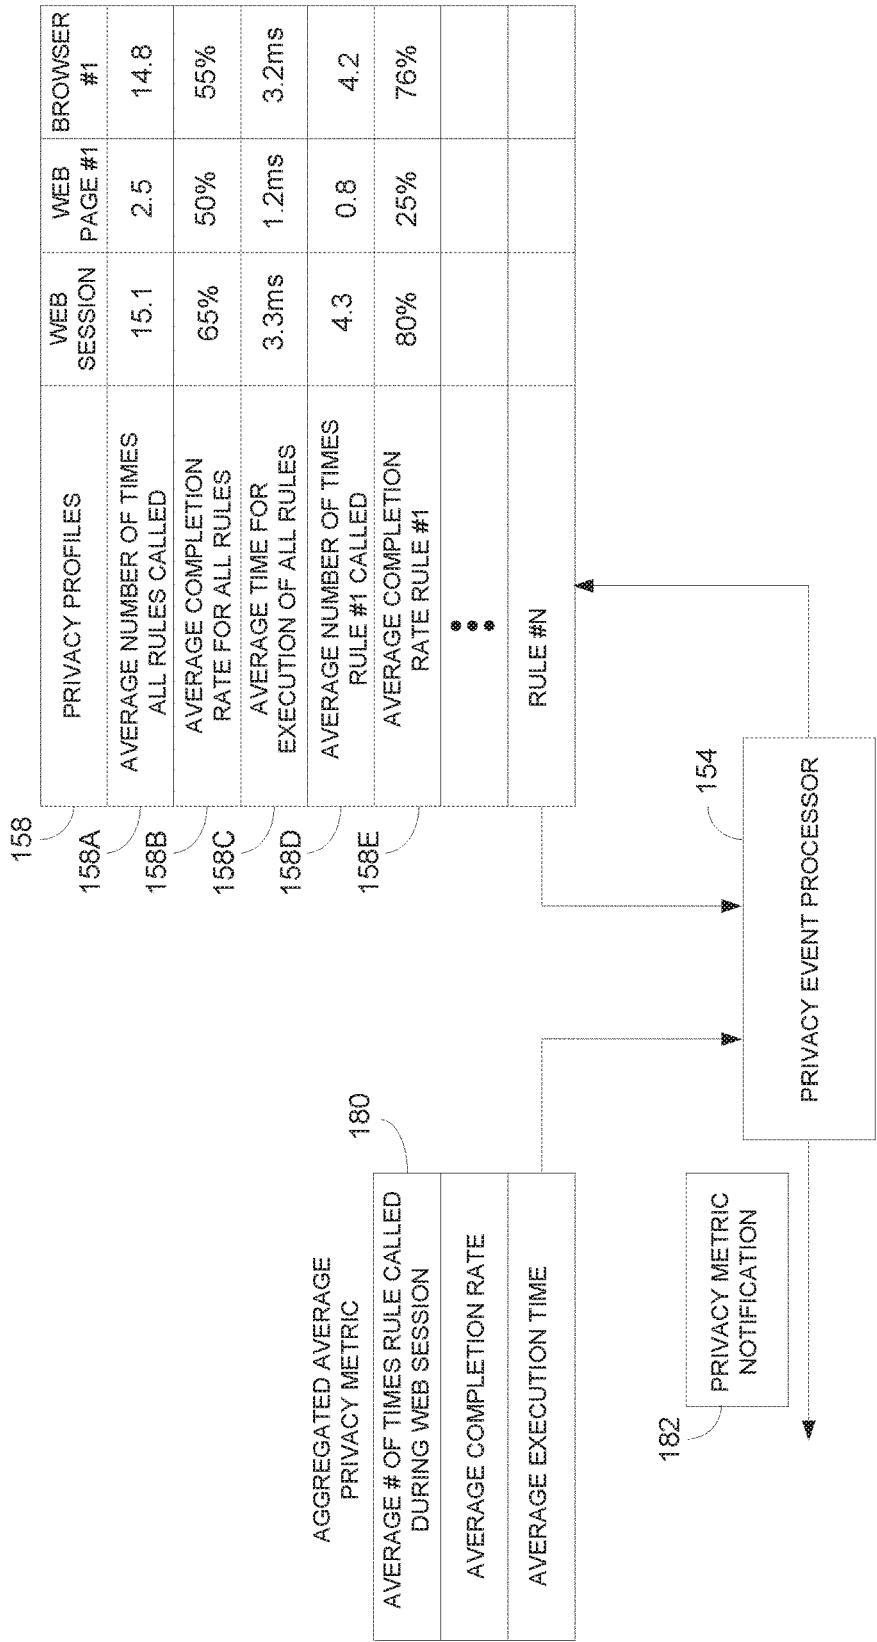 158
PRIVACY PROFILES
WEB
SESSION
WEB
PAGE #1
BROWSER
#1
158A
AVERAGE NUMBER OF TIMES
ALL RULES CALLED
15.1
2.5
14.8
158B
AVERAGE COMPLETION
RATE FOR ALL RULES
65%
50%
55%
158C
AVERAGE TIME FOR
EXECUTION OF ALL RULES
3.3ms
1.2ms
3.2ms
158D
AVERAGE NUMBER OF TIMES
RULE #1 CALLED
4.3
0.8
4.2
158E
AVERAGE COMPLETION
RATE RULE #1
80%
25%
76%
RULE #N
AGGREGATED AVERAGE
PRIVACY METRIC
180
AVERAGE # OF TIMES RULE CALLED
DURING WEB SESSION
AVERAGE COMPLETION RATE
AVERAGE EXECUTION TIME
182
PRIVACY METRIC
NOTIFICATION
154
PRIVACY EVENT PROCESSOR